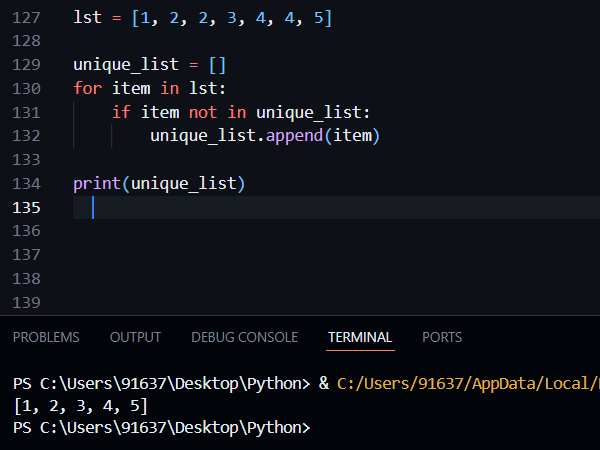 127 lst = [1, 2, 2, 3, 4, 4, 5]
128
129 unique_list = []
130 for item in lst:
131     if item not in unique_list:
132         unique_list.append(item)
133
134 print(unique_list)
135
136
137
138
139
PROBLEMS OUTPUT DEBUG CONSOLE TERMINAL PORTS
PS C:\Users\91637\Desktop\Python> & C:/Users/91637/AppData/Local/
[1, 2, 3, 4, 5]
PS C:\Users\91637\Desktop\Python>